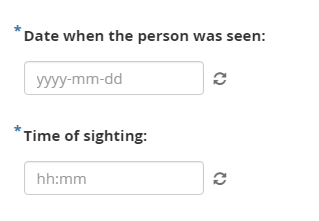 * Date when the person was seen:
yyyy-mm-dd
* Time of sighting:
hh:mm